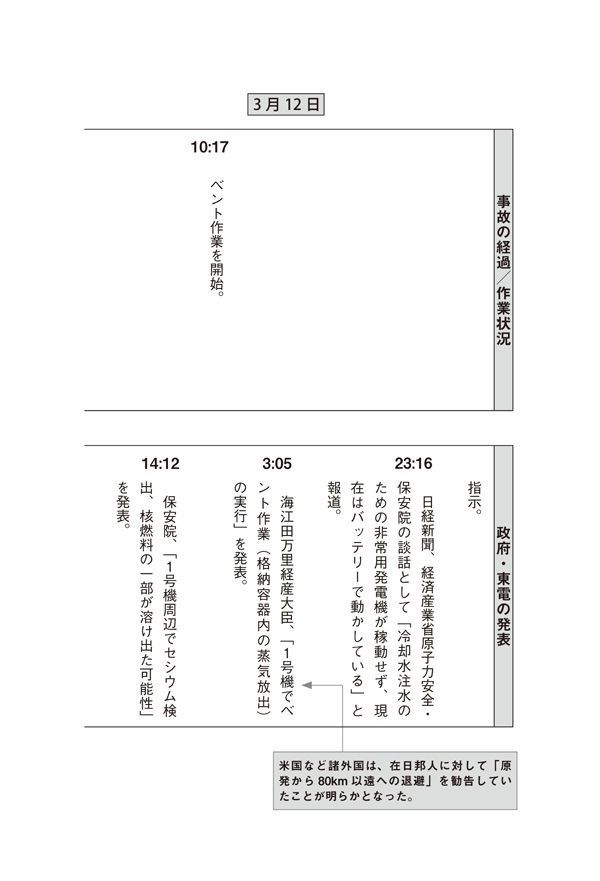 3月12日
事故の経過／作業状況
10:17
ベント作業を開始。
政府・東電の発表
指示。
23:16
日経新聞、経済産業省原子力安全・
保安院の談話として「冷却水注水の
ための非常用発電機が稼動せず、現
在はバッテリーで動かしている」と
報道。
3:05
海江田万里経産大臣、「1号機でベ
ント作業（格納容器内の蒸気放出）
の実行」を発表。
14:12
保安院、「1号機周辺でセシウム検
出、核燃料の一部が溶け出た可能性」
を発表。
米国など諸外国は、在日邦人に対して「原
発から80km以遠への退避」を勧告してい
たことが明らかとなった。